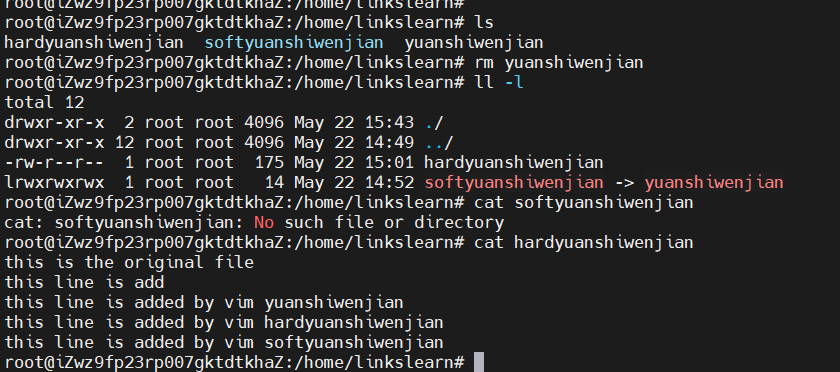 root@iZwz9fp23rp007gktdtkhaZ:/home/linkslearn#
root@iZwz9fp23rp007gktdtkhaZ:/home/linkslearn# ls
hardyuanshiwenjian  softyuanshiwenjian  yuanshiwenjian
root@iZwz9fp23rp007gktdtkhaZ:/home/linkslearn# rm yuanshiwenjian
root@iZwz9fp23rp007gktdtkhaZ:/home/linkslearn# ll -l
total 12
drwxr-xr-x  2 root root 4096 May 22 15:43 ./
drwxr-xr-x 12 root root 4096 May 22 14:49 ../
-rw-r--r--  1 root root  175 May 22 15:01 hardyuanshiwenjian
lrwxrwxrwx  1 root root   14 May 22 14:52 softyuanshiwenjian -> yuanshiwenjian
root@iZwz9fp23rp007gktdtkhaZ:/home/linkslearn# cat softyuanshiwenjian
cat: softyuanshiwenjian: No such file or directory
root@iZwz9fp23rp007gktdtkhaZ:/home/linkslearn# cat hardyuanshiwenjian
this is the original file
this line is add
this line is added by vim yuanshiwenjian
this line is added by vim hardyuanshiwenjian
this line is added by vim softyuanshiwenjian
root@iZwz9fp23rp007gktdtkhaZ:/home/linkslearn#